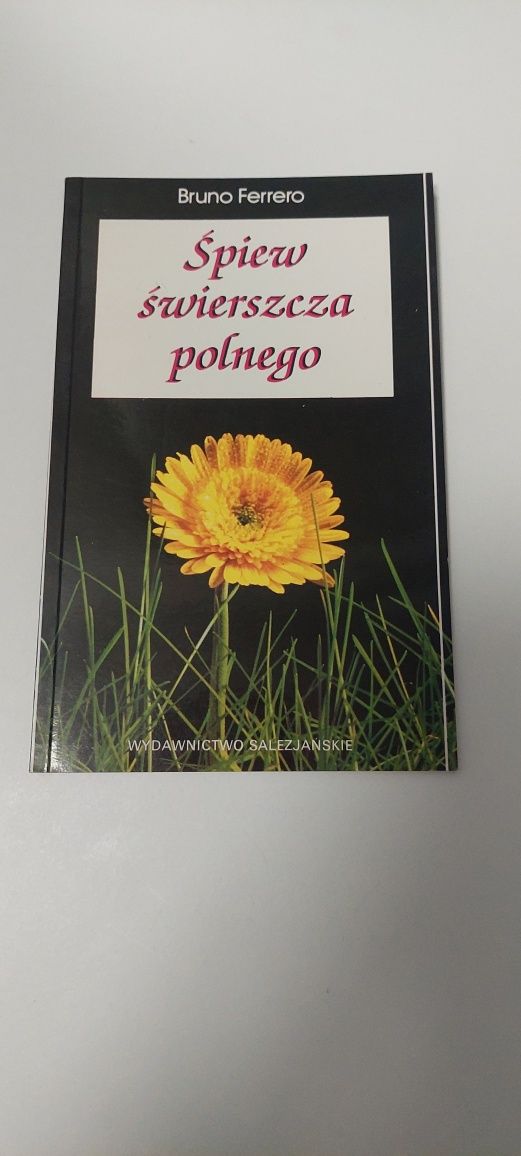 Bruno Ferrero
Śpiew
świerszcza
polnego
WYDAWNICTWO SALEZJAŃSKIE